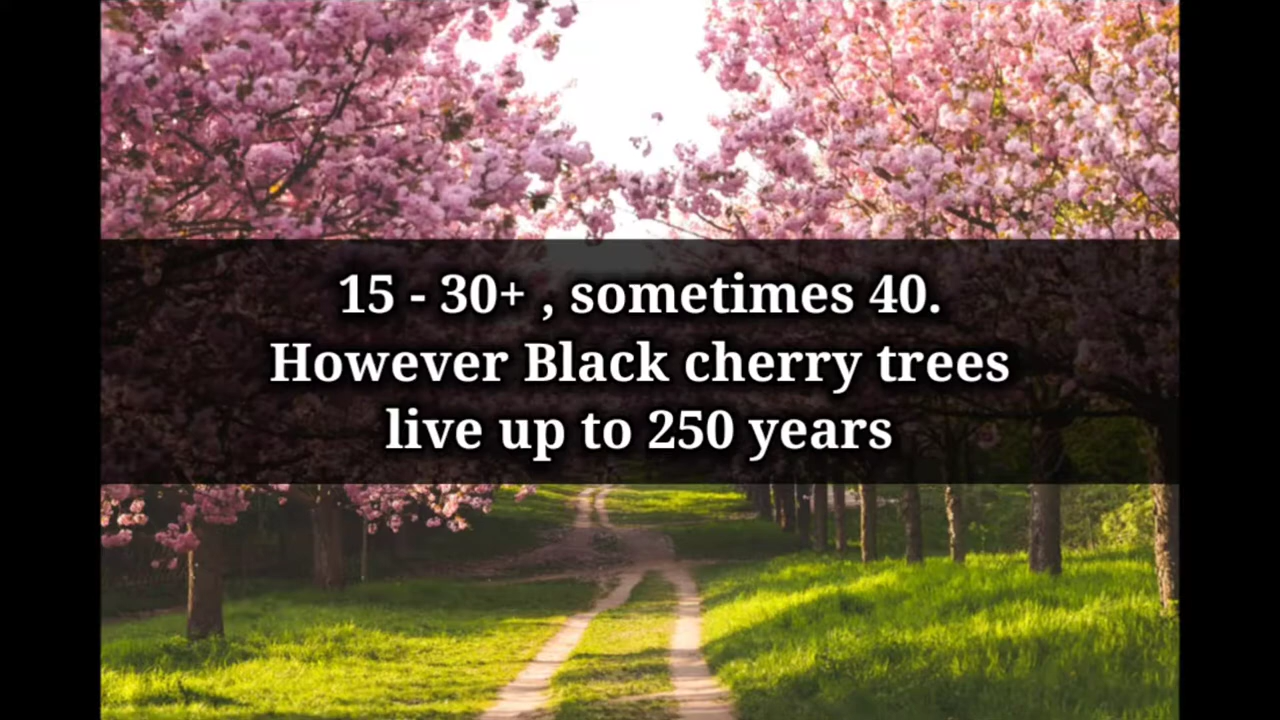 15 - 30+ , sometimes 40.
However Black cherry trees
live up to 250 years